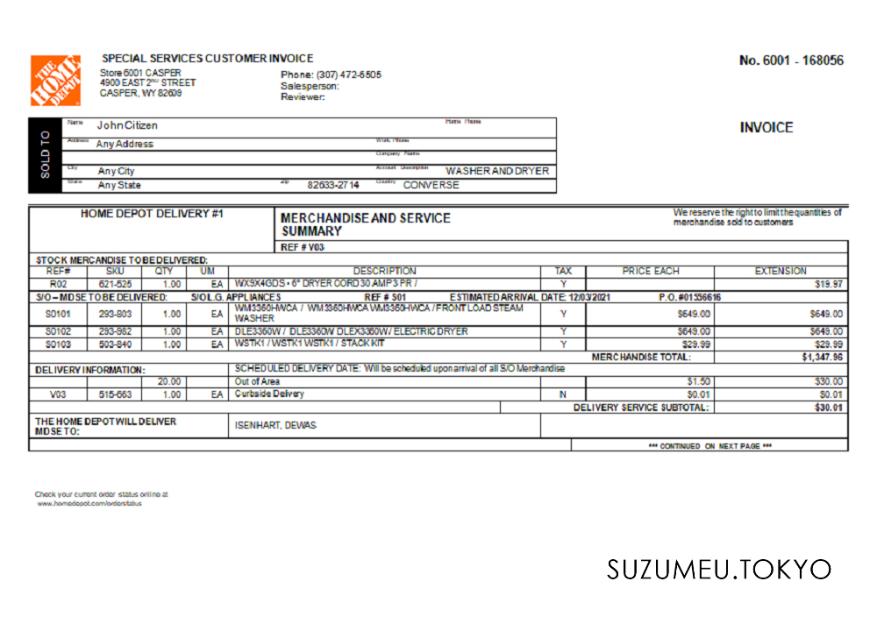 THE HOME DEPOT
SPECIAL SERVICES CUSTOMER INVOICE
No. 6001 - 168056
Store 6001 CASPER
4900 EAST 2ND STREET
CASPER, WY 82609
Phone: (307) 472-6505
Salesperson:
Reviewer:
INVOICE
SOLD TO
Name John Citizen Home Phone
Address Any Address Work Phone
Company Name
City Any City Account Description WASHER AND DRYER
State Any State Zip 82633-2714 Country CONVERSE
HOME DEPOT DELIVERY #1
MERCHANDISE AND SERVICE
SUMMARY
We reserve the right to limit the quantities of
merchandise sold to customers
REF # V03
STOCK MERCANDISE TO BE DELIVERED:
REF# SKU QTY UM DESCRIPTION TAX PRICE EACH EXTENSION
R02 621-525 1.00 EA WX9X4GDS • 6" DRYER CORD 30 AMP 3 PR / Y $19.97
S/O – MDSE TO BE DELIVERED: S/O L.G. APPLIANCES REF # S01 ESTIMATED ARRIVAL DATE: 12/03/2021 P.O. #01356616
S0101 293-803 1.00 EA WM3360HWCA / WM3360HWCA WM3360HWCA / FRONT LOAD STEAM WASHER Y $649.00 $649.00
S0102 293-982 1.00 EA DLE3360W / DLE3360W DLEX3360W / ELECTRIC DRYER Y $649.00 $649.00
S0103 503-840 1.00 EA WSTK1 / WSTK1 WSTK1 / STACK KIT Y $29.99 $29.99
MERCHANDISE TOTAL: $1,347.96
DELIVERY INFORMATION: SCHEDULED DELIVERY DATE: Will be scheduled upon arrival of all S/O Merchandise
20.00 Out of Area $1.50 $30.00
V03 515-663 1.00 EA Curbside Delivery N $0.01 $0.01
DELIVERY SERVICE SUBTOTAL: $30.01
THE HOME DEPOT WILL DELIVER
MDSE TO:
ISENHART, DEWAS
*** CONTINUED ON NEXT PAGE ***
Check your current order status online at
www.homedepot.com/orderstatus
SUZUMEU.TOKYO